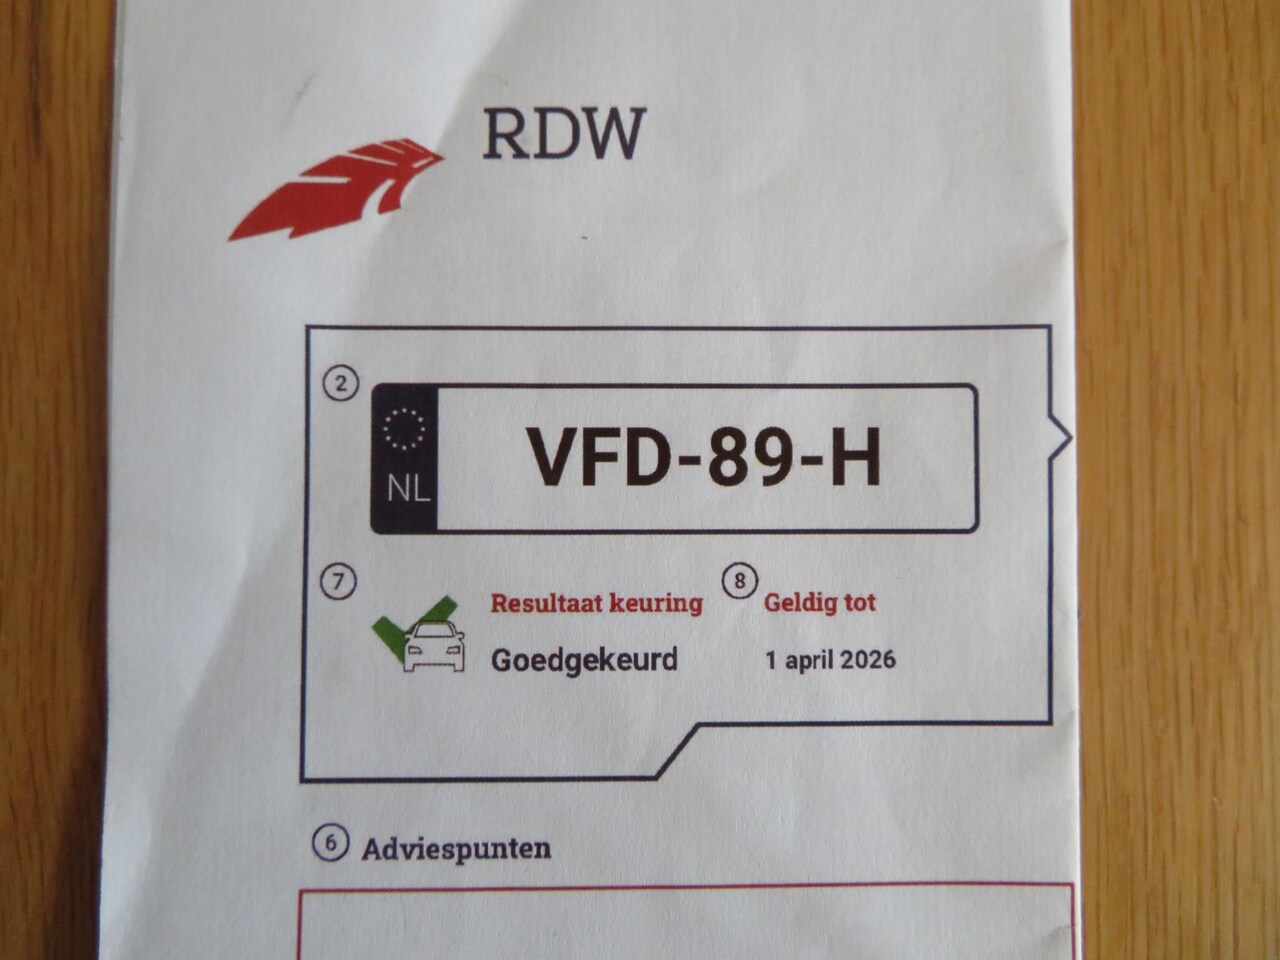 RDW
2
NL
VFD-89-H
7
Resultaat keuring
Goedgekeurd
8
Geldig tot
1 april 2026
6 Adviespunten